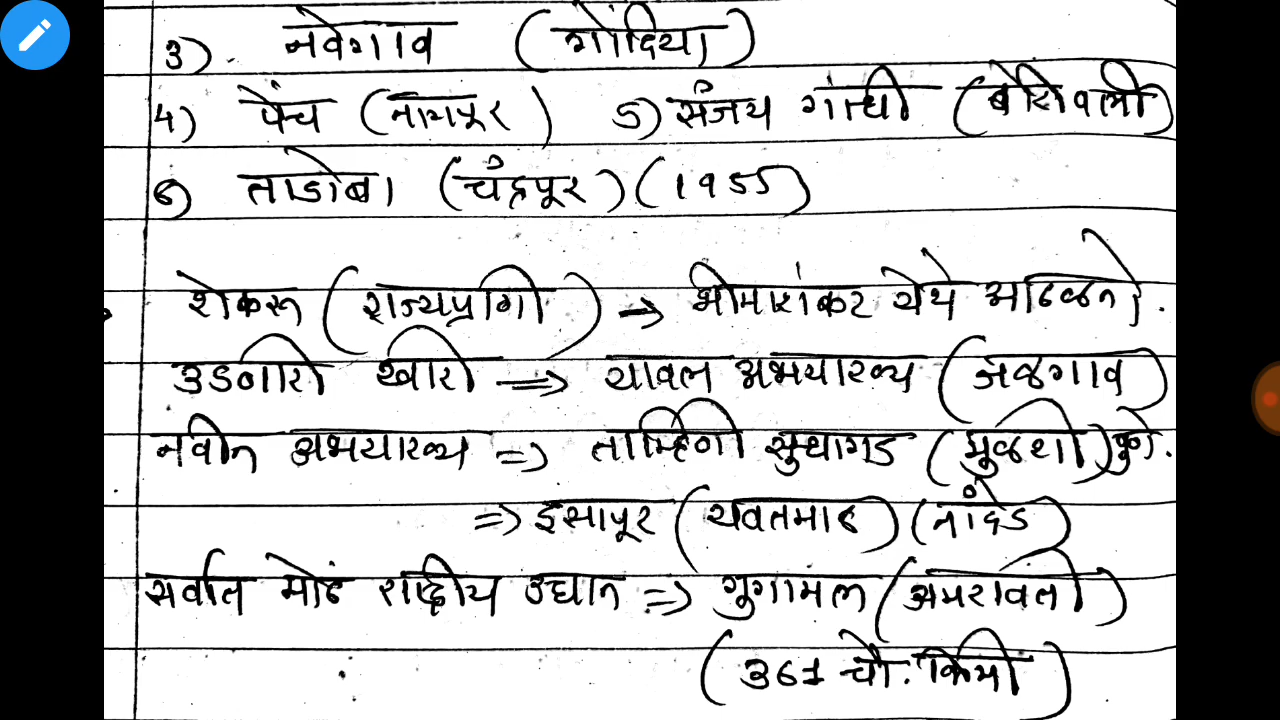 3) नवेगाव (गोंदिया)
4) पेंच (नागपूर) 5) संजय गांधी (बोरिवली)
6) ताडोबा (चंद्रपूर) (1955)
शेकरू (राज्यप्राणी) → भीमाशंकर येथे आढळतो.
उडणारी खारी ⇒ यावल अभयारण्य (जळगाव)
नवीन अभयारण्य ⇒ ताम्हिणी सुधागड (मुळशी) पुणे.
⇒ इसापूर (यवतमाळ) (नांदेड)
सर्वात मोठं राष्ट्रीय उद्यान ⇒ गुगामल (अमरावती)
(361 चौ. किमी)